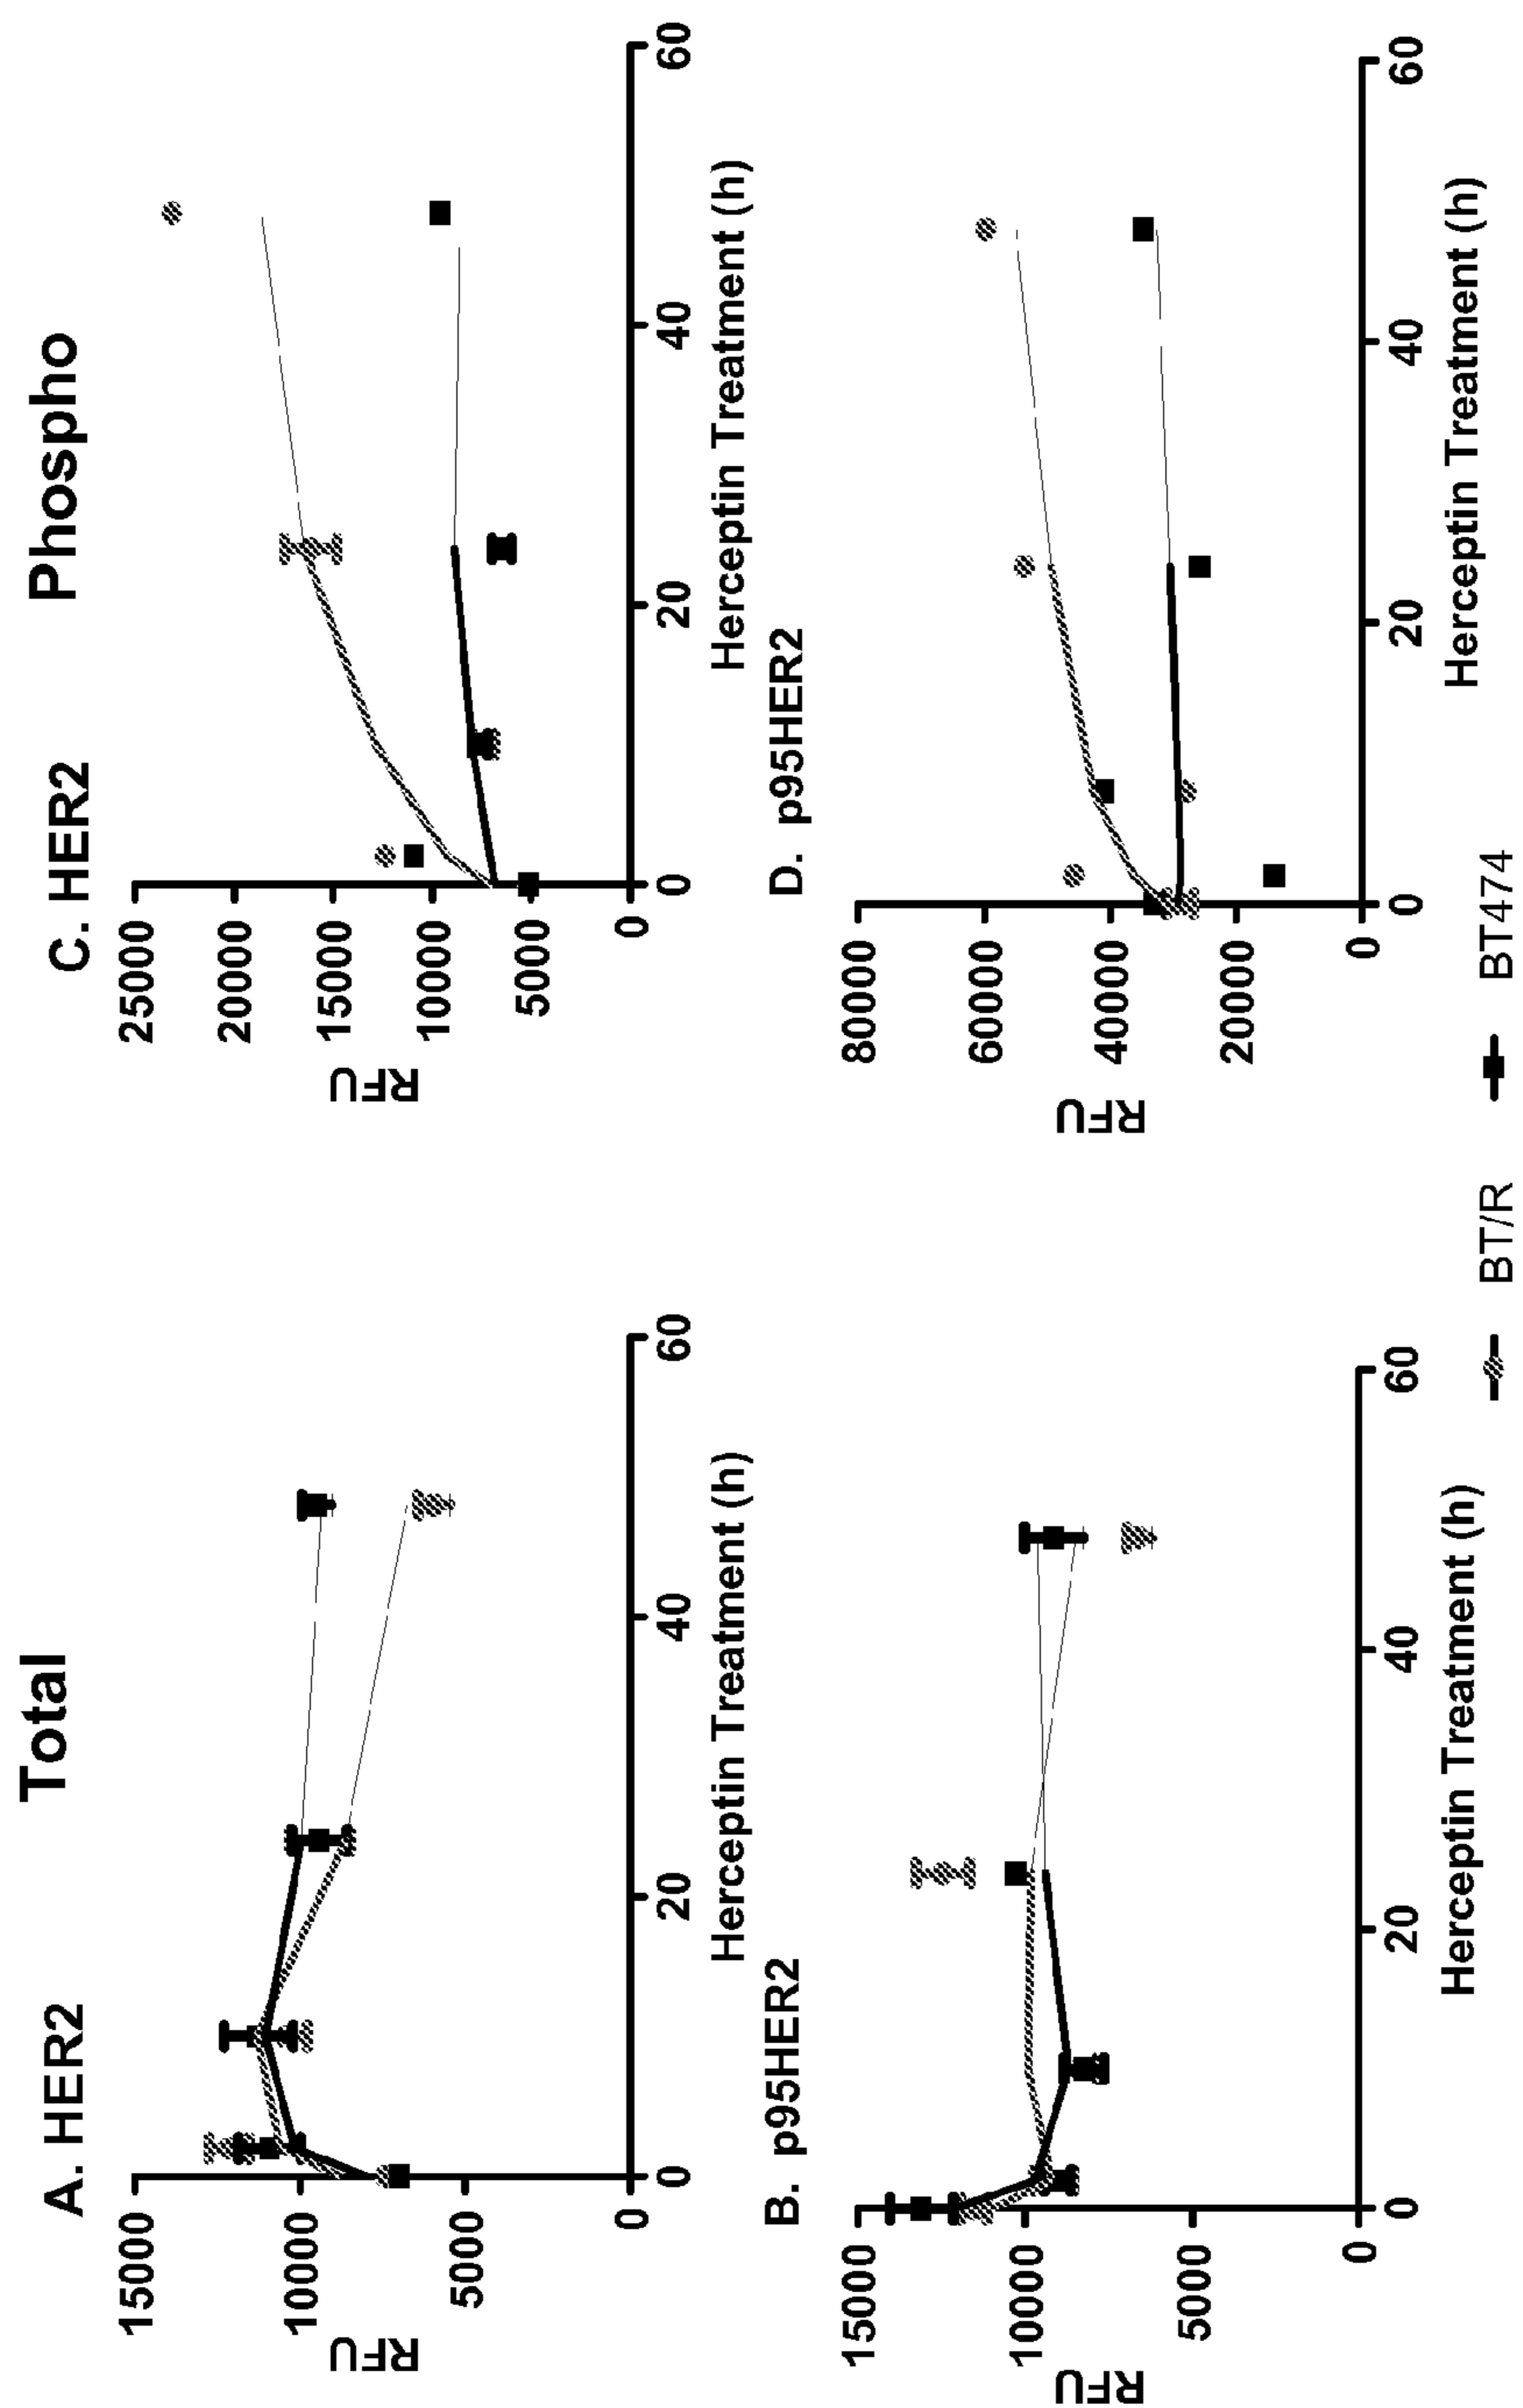 Total
Phospho
A. HER2
15000
10000
5000
0
RFU
0 20 40 60
Herceptin Treatment (h)
C. HER2
25000
20000
15000
10000
5000
0
RFU
0 20 40 60
Herceptin Treatment (h)
B. p95HER2
15000
10000
5000
0
RFU
0 20 40 60
Herceptin Treatment (h)
D. p95HER2
80000
60000
40000
20000
0
RFU
0 20 40 60
Herceptin Treatment (h)
BT/R BT474